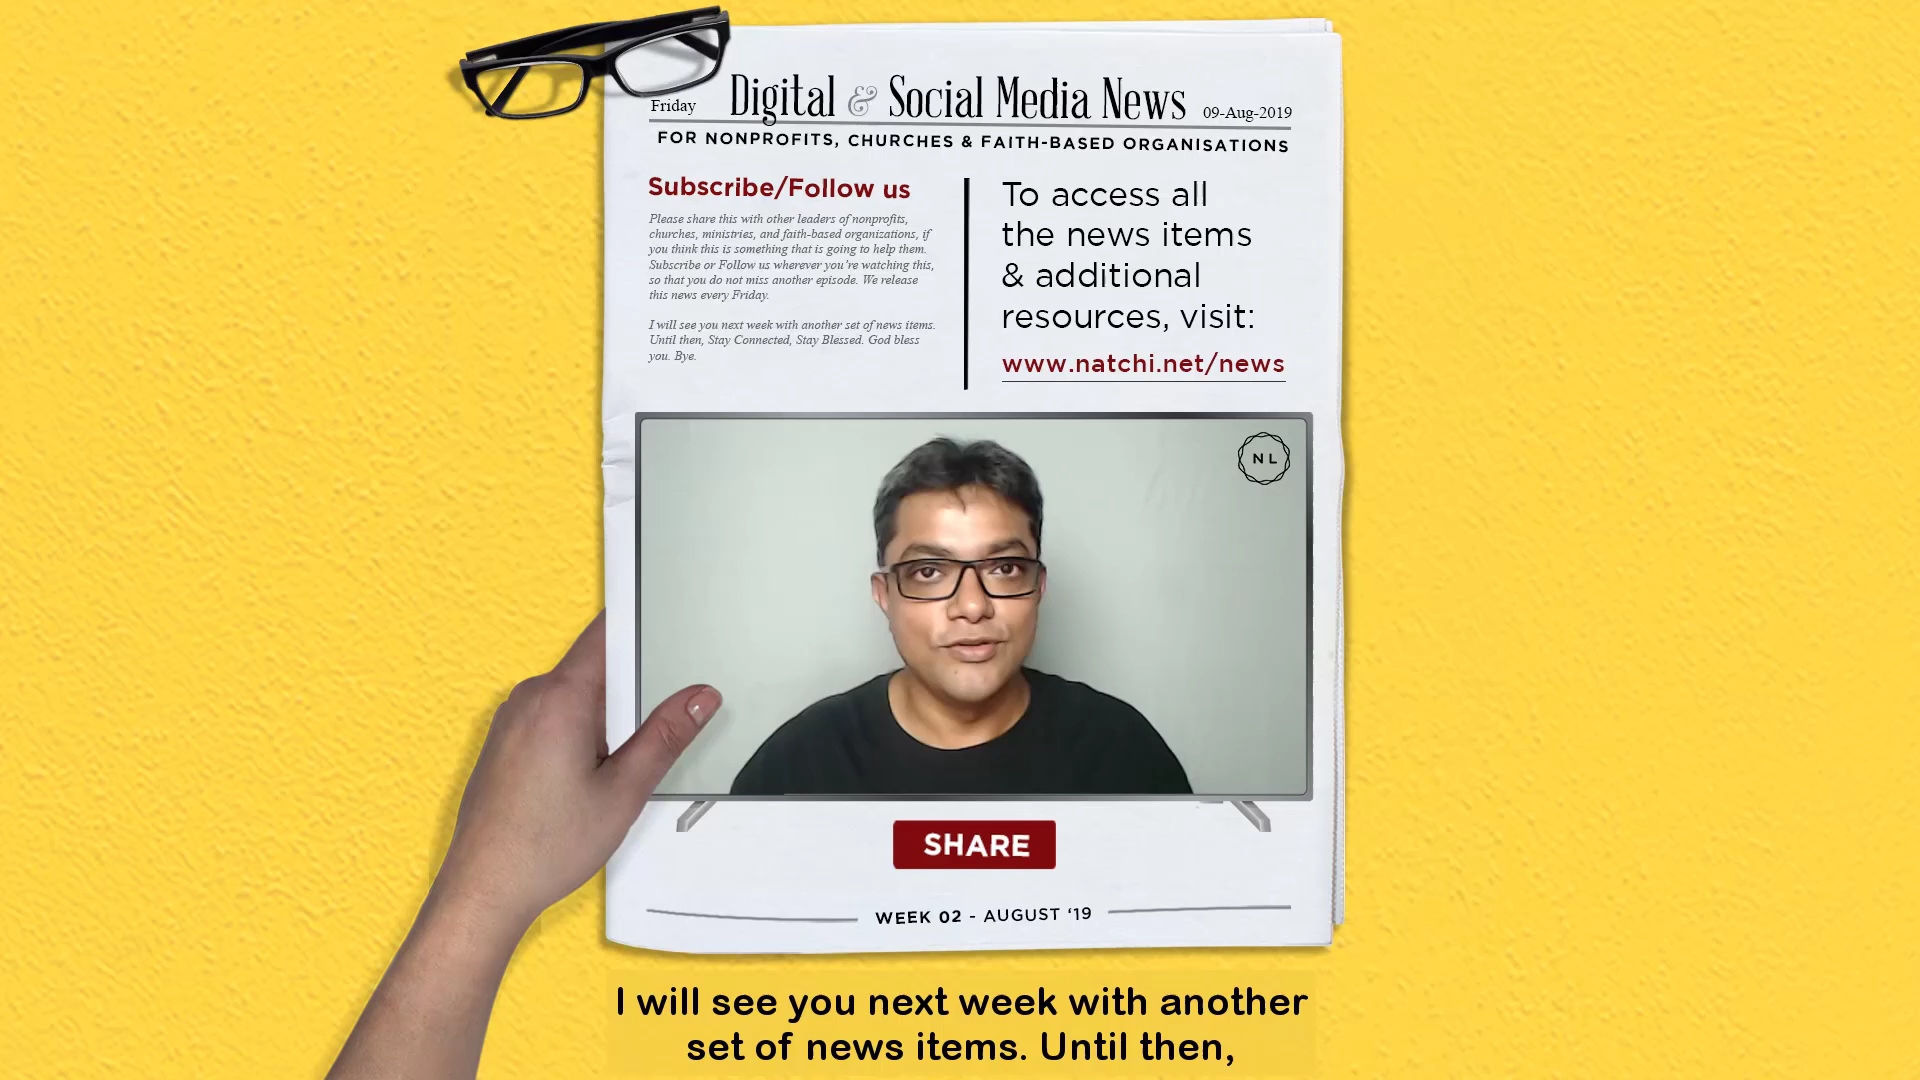 Friday
Digital & Social Media News
09-Aug-2019
FOR NONPROFITS, CHURCHES & FAITH-BASED ORGANISATIONS
Subscribe/Follow us
Please share this with other leaders of nonprofits,
churches, ministries, and faith-based organizations, if
you think this is something that is going to help them.
Subscribe or Follow us wherever you're watching this,
so that you do not miss another episode. We release
this news every Friday.
I will see you next week with another set of news items.
Until then, Stay Connected, Stay Blessed. God bless
you. Bye.
To access all
the news items
& additional
resources, visit:
www.natchi.net/news
NL
SHARE
WEEK 02 - AUGUST ‘19
I will see you next week with another
set of news items. Until then,